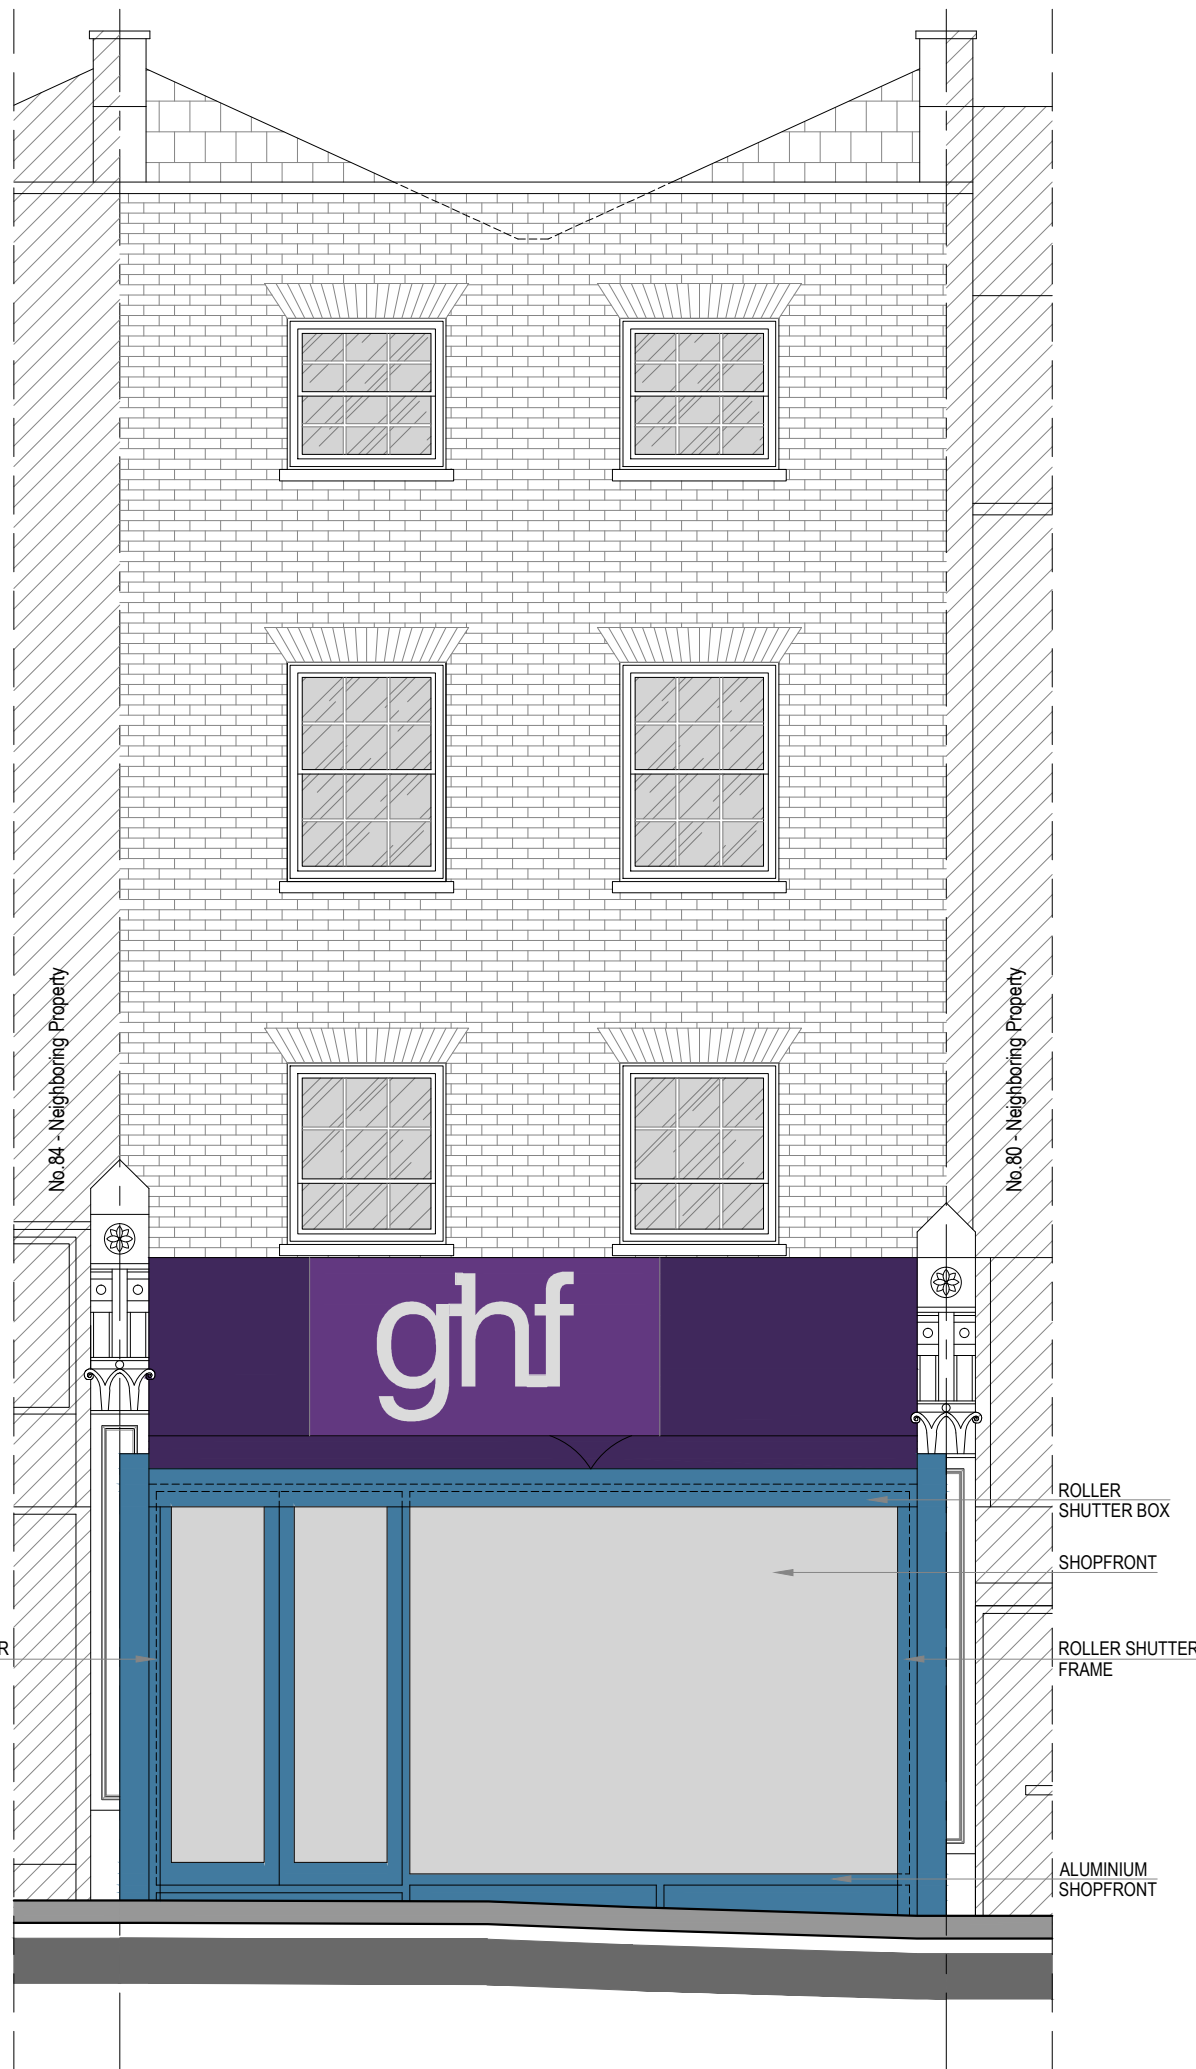 No.84 - Neighboring Property
No.80 - Neighboring Property
ghf
ROLLER
SHUTTER BOX
SHOPFRONT
ROLLER SHUTTER
FRAME
ALUMINIUM
SHOPFRONT